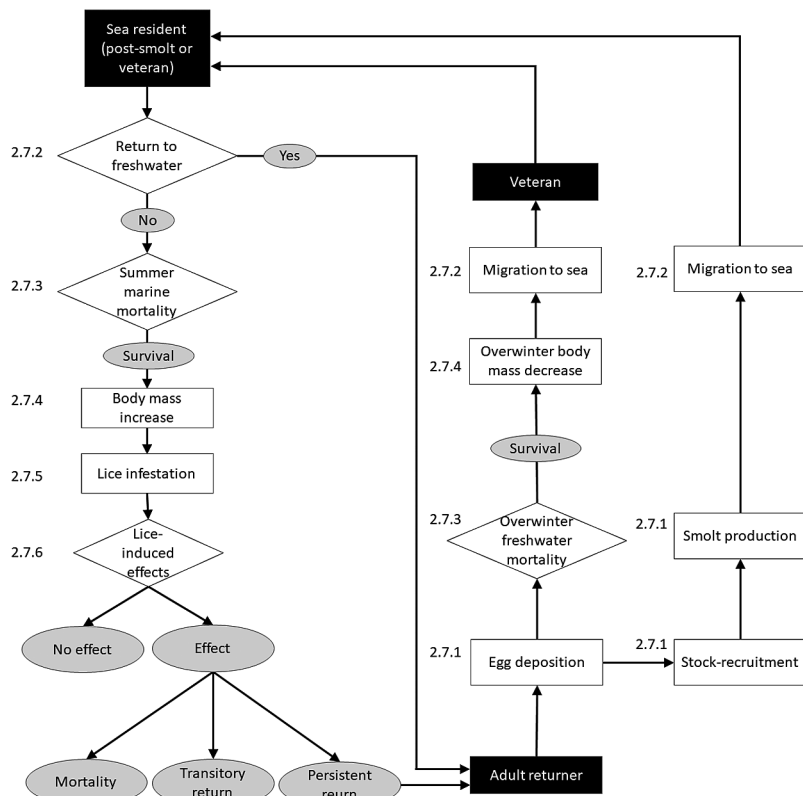 Sea resident
(post-smolt or
veteran)
2.7.2
Return to
freshwater
Yes
No
2.7.3
Summer
marine
mortality
Survival
2.7.4
Body mass
increase
2.7.5
Lice infestation
2.7.6
Lice-
induced
effects
No effect
Effect
Mortality
Transitory
return
Persistent
reurn
Veteran
2.7.2
Migration to sea
2.7.4
Overwinter body
mass decrease
Survival
2.7.3
Overwinter
freshwater
mortality
2.7.1
Egg deposition
Adult returner
2.7.2
Migration to sea
2.7.1
Smolt production
2.7.1
Stock-recruitment